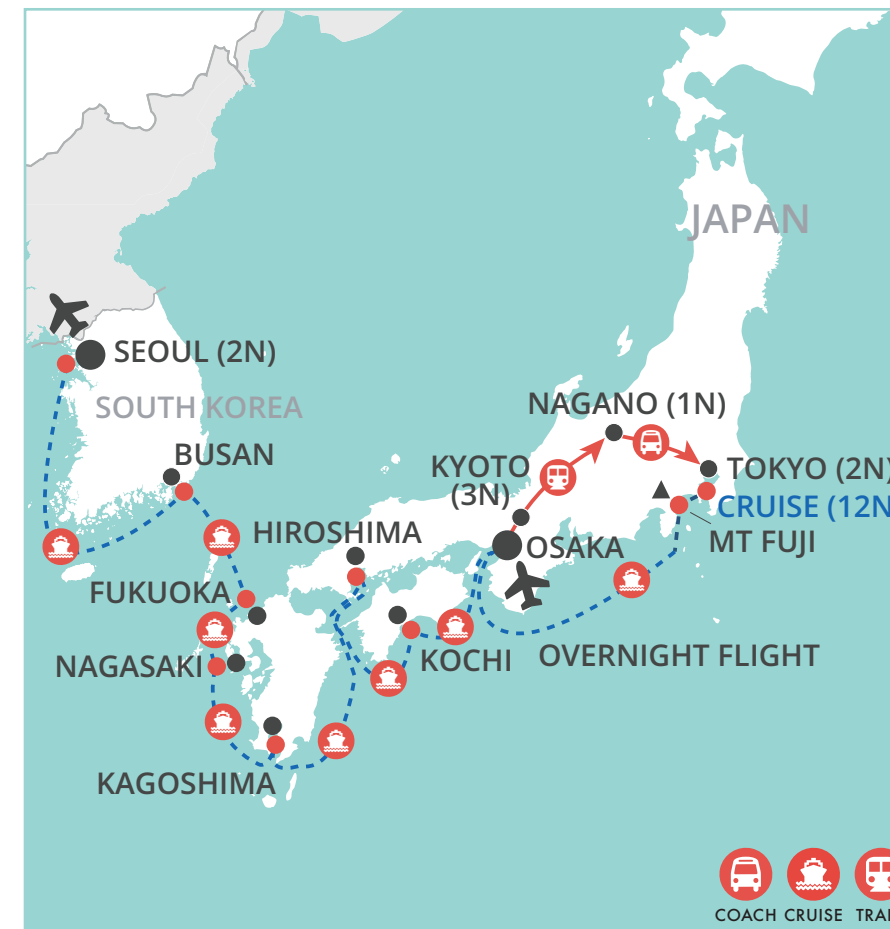 JAPAN
SEOUL (2N)
SOUTH KOREA
NAGANO (1N)
BUSAN
KYOTO
(3N)
TOKYO (2N)
CRUISE (12N
HIROSHIMA
OSAKA
MT FUJI
FUKUOKA
NAGASAKI
KOCHI
OVERNIGHT FLIGHT
KAGOSHIMA
COACH CRUISE TRA